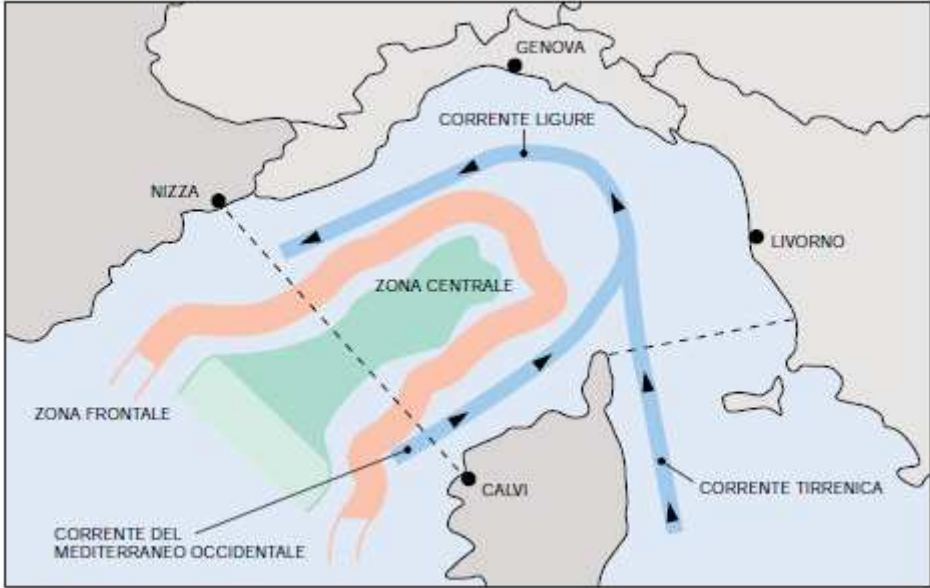 GENOVA
CORRENTE LIGURE
NIZZA
LIVORNO
ZONA CENTRALE
ZONA FRONTALE
CALVI
CORRENTE TIRRENICA
CORRENTE DEL
MEDITERRANEO OCCIDENTALE